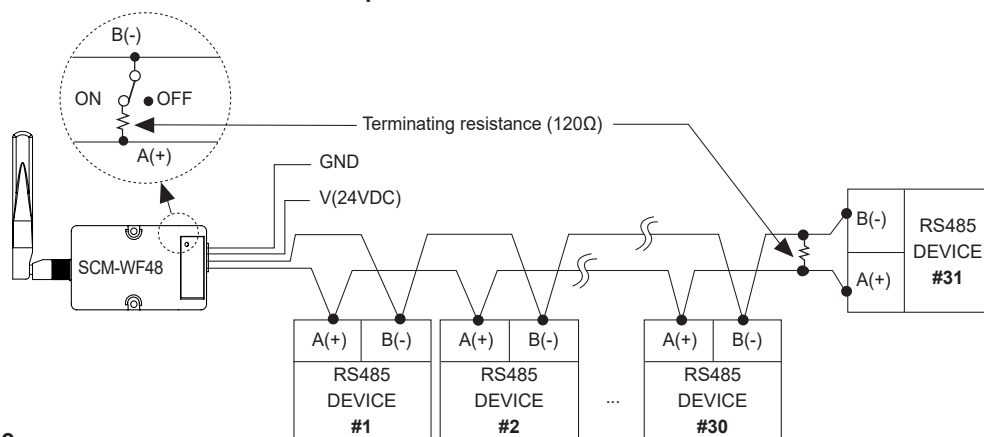 B(-)
ON
OFF
A(+)
Terminating resistance (120Ω)
GND
V(24VDC)
SCM-WF48
B(-)
A(+)
RS485
DEVICE
#31
A(+)
B(-)
RS485
DEVICE
#1
A(+)
B(-)
RS485
DEVICE
#2
...
A(+)
B(-)
RS485
DEVICE
#30